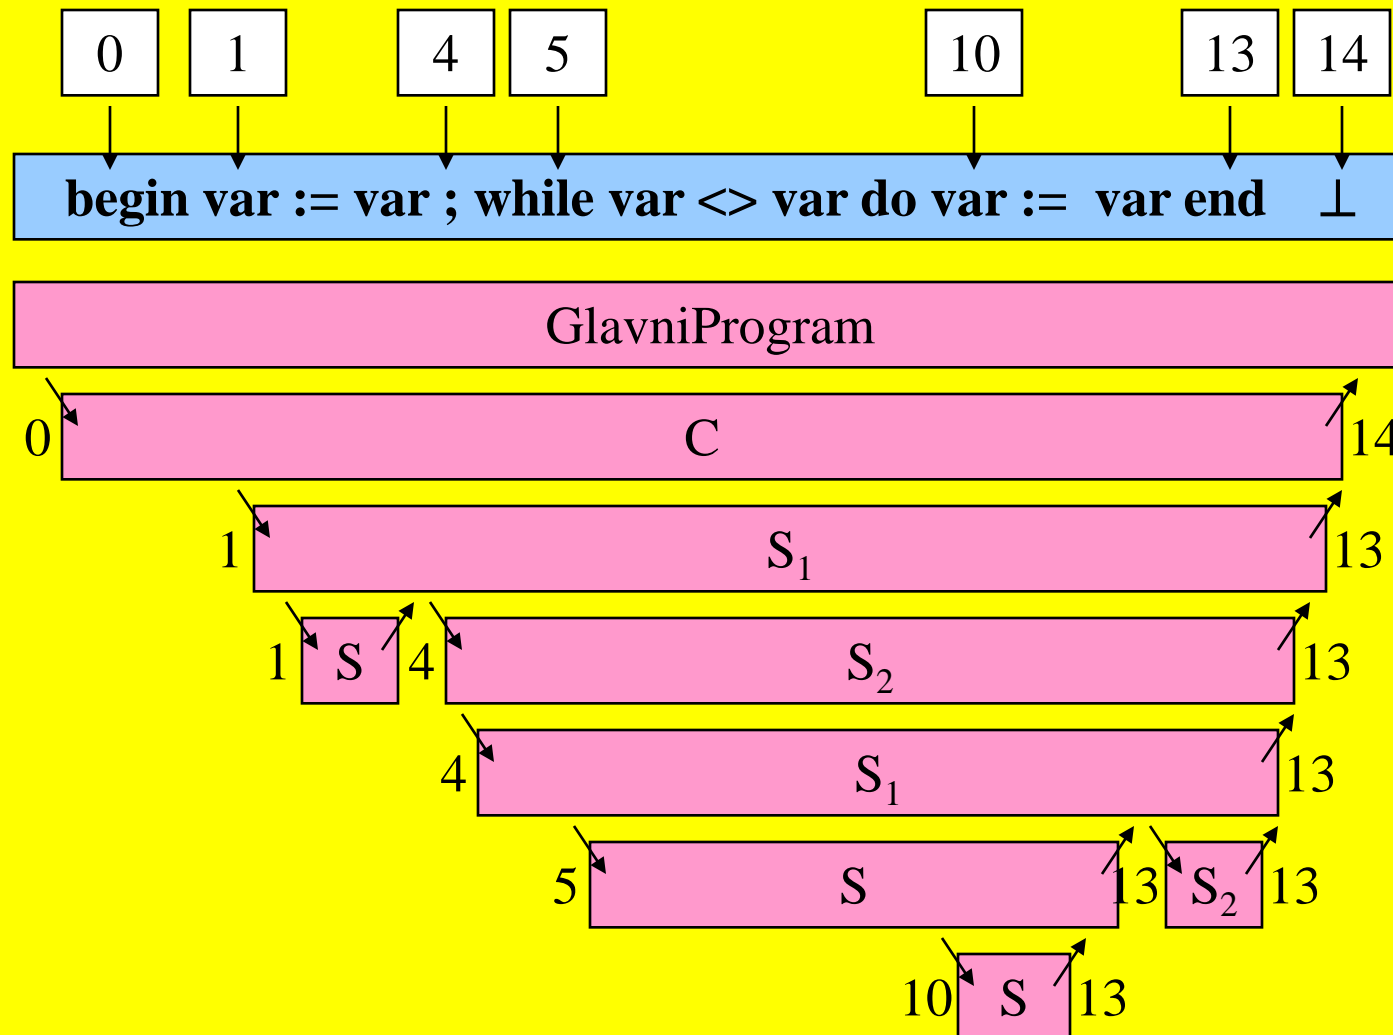 0 1 4 5 10 13 14
begin var := var ; while var <> var do var := var end ⊥
GlavniProgram
0 C 14
1 S₁ 13
1 S 4 S₂ 13
4 S₁ 13
5 S 13 S₂ 13
10 S 13